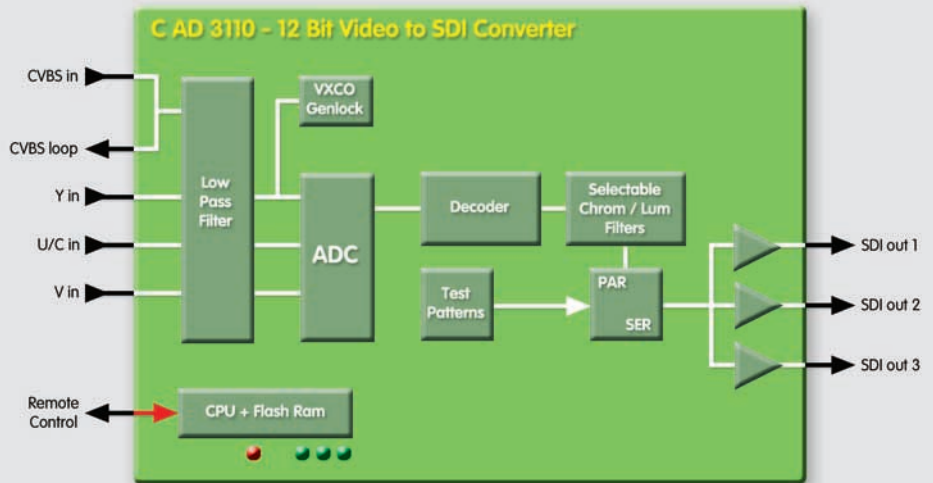 C AD 3110 – 12 Bit Video to SDI Converter
CVBS in
CVBS loop
Y in
U/C in
V in
Remote
Control
Low
Pass
Filter
VXCO
Genlock
ADC
Decoder
Selectable
Chrom / Lum
Filters
Test
Patterns
PAR
SER
SDI out 1
SDI out 2
SDI out 3
CPU + Flash Ram